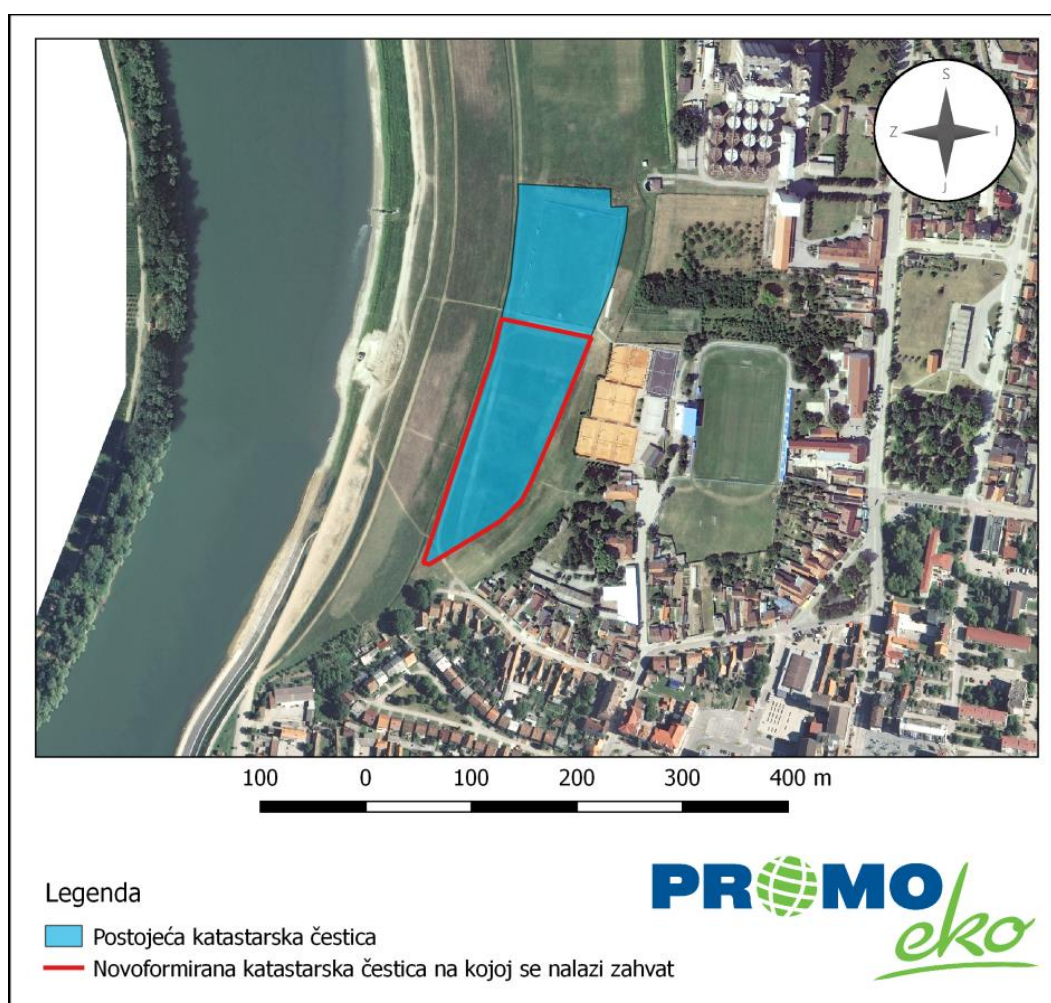 S
Z I
J
100 0 100 200 300 400 m
Legenda
Postojeća katastarska čestica
Novoformirana katastarska čestica na kojoj se nalazi zahvat
PROMO
eko